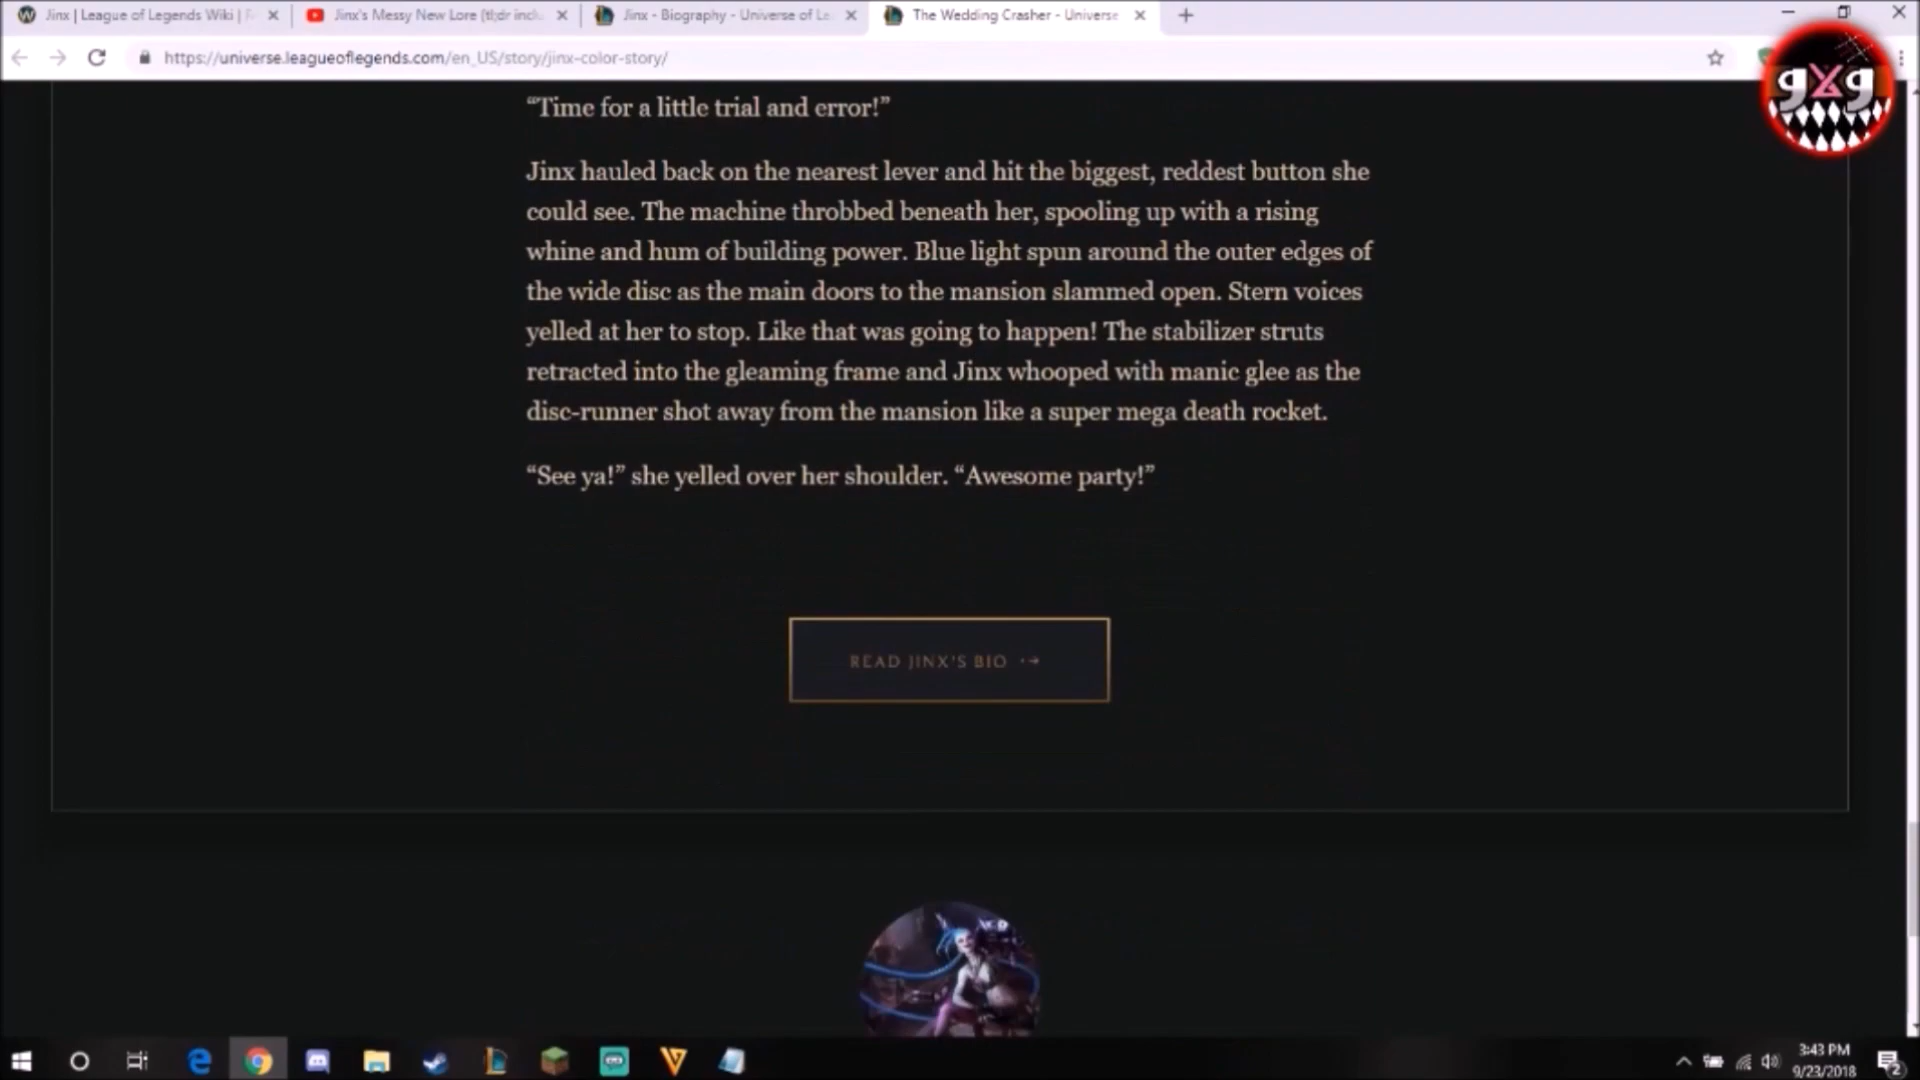 Jinx | League of Legends Wiki |
Jinx's Messy New Lore (tl;dr inclu
Jinx - Biography - Universe of Le
The Wedding Crasher - Universe
https://universe.leagueoflegends.com/en_US/story/jinx-color-story/
gxg
“Time for a little trial and error!”
Jinx hauled back on the nearest lever and hit the biggest, reddest button she
could see. The machine throbbed beneath her, spooling up with a rising
whine and hum of building power. Blue light spun around the outer edges of
the wide disc as the main doors to the mansion slammed open. Stern voices
yelled at her to stop. Like that was going to happen! The stabilizer struts
retracted into the gleaming frame and Jinx whooped with manic glee as the
disc-runner shot away from the mansion like a super mega death rocket.
“See ya!” she yelled over her shoulder. “Awesome party!”
READ JINX'S BIO
3:43 PM
9/23/2018
2